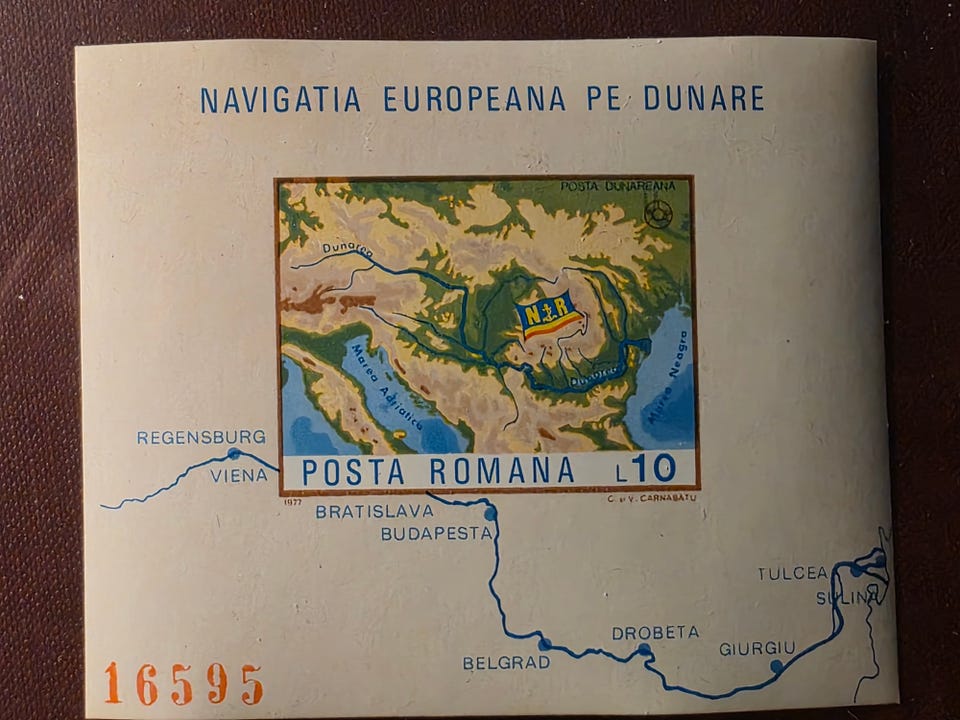 NAVIGATIA EUROPEANA PE DUNARE
POSTA DUNAREANA
Dunarea
N R
Marea Adriatica
Dunarea
Marea Neagra
REGENSBURG
VIENA
POSTA ROMANA L10
1977
C. si V. CARNABATU
BRATISLAVA
BUDAPESTA
TULCEA
SULINA
DROBETA
GIURGIU
BELGRAD
16595